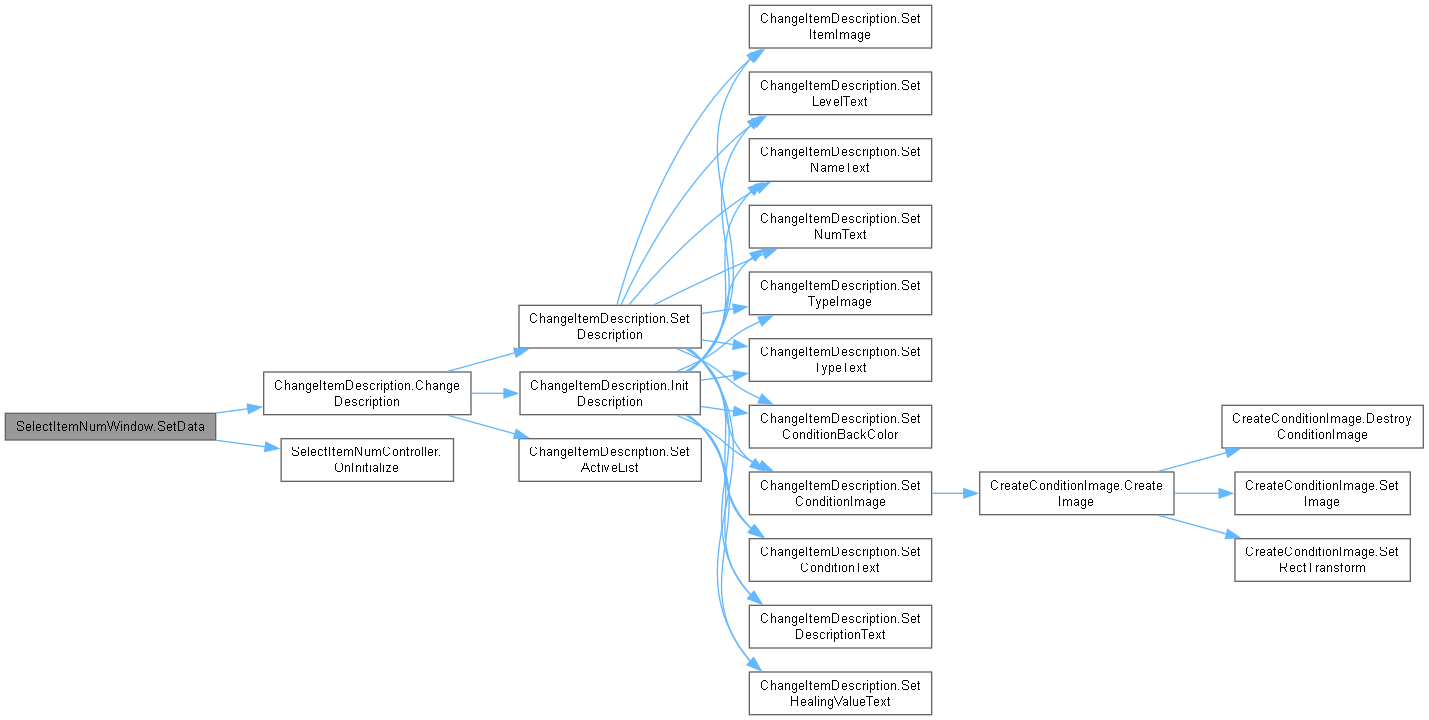 ChangeItemDescription.Set
ItemImage
ChangeItemDescription.Set
LevelText
ChangeItemDescription.Set
NameText
ChangeItemDescription.Set
NumText
ChangeItemDescription.Set
TypeImage
ChangeItemDescription.Set
Description
ChangeItemDescription.Set
TypeText
ChangeItemDescription.Change
Description
ChangeItemDescription.Init
Description
SelectItemNumWindow.SetData
ChangeItemDescription.Set
ConditionBackColor
CreateConditionImage.Destroy
ConditionImage
SelectItemNumController.
OnInitialize
ChangeItemDescription.Set
ActiveList
ChangeItemDescription.Set
ConditionImage
CreateConditionImage.Create
Image
CreateConditionImage.Set
Image
ChangeItemDescription.Set
ConditionText
CreateConditionImage.Set
RectTransform
ChangeItemDescription.Set
DescriptionText
ChangeItemDescription.Set
HealingValueText